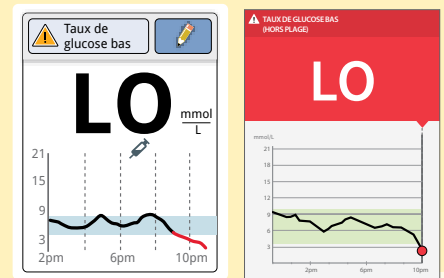 Taux de
glucose bas
LO
mmol
L
21
15
9
3
2pm 6pm 10pm
TAUX DE GLUCOSE BAS
(HORS PLAGE)
LO
mmol/L
21
18
15
12
9
6
3
2pm 6pm 10pm